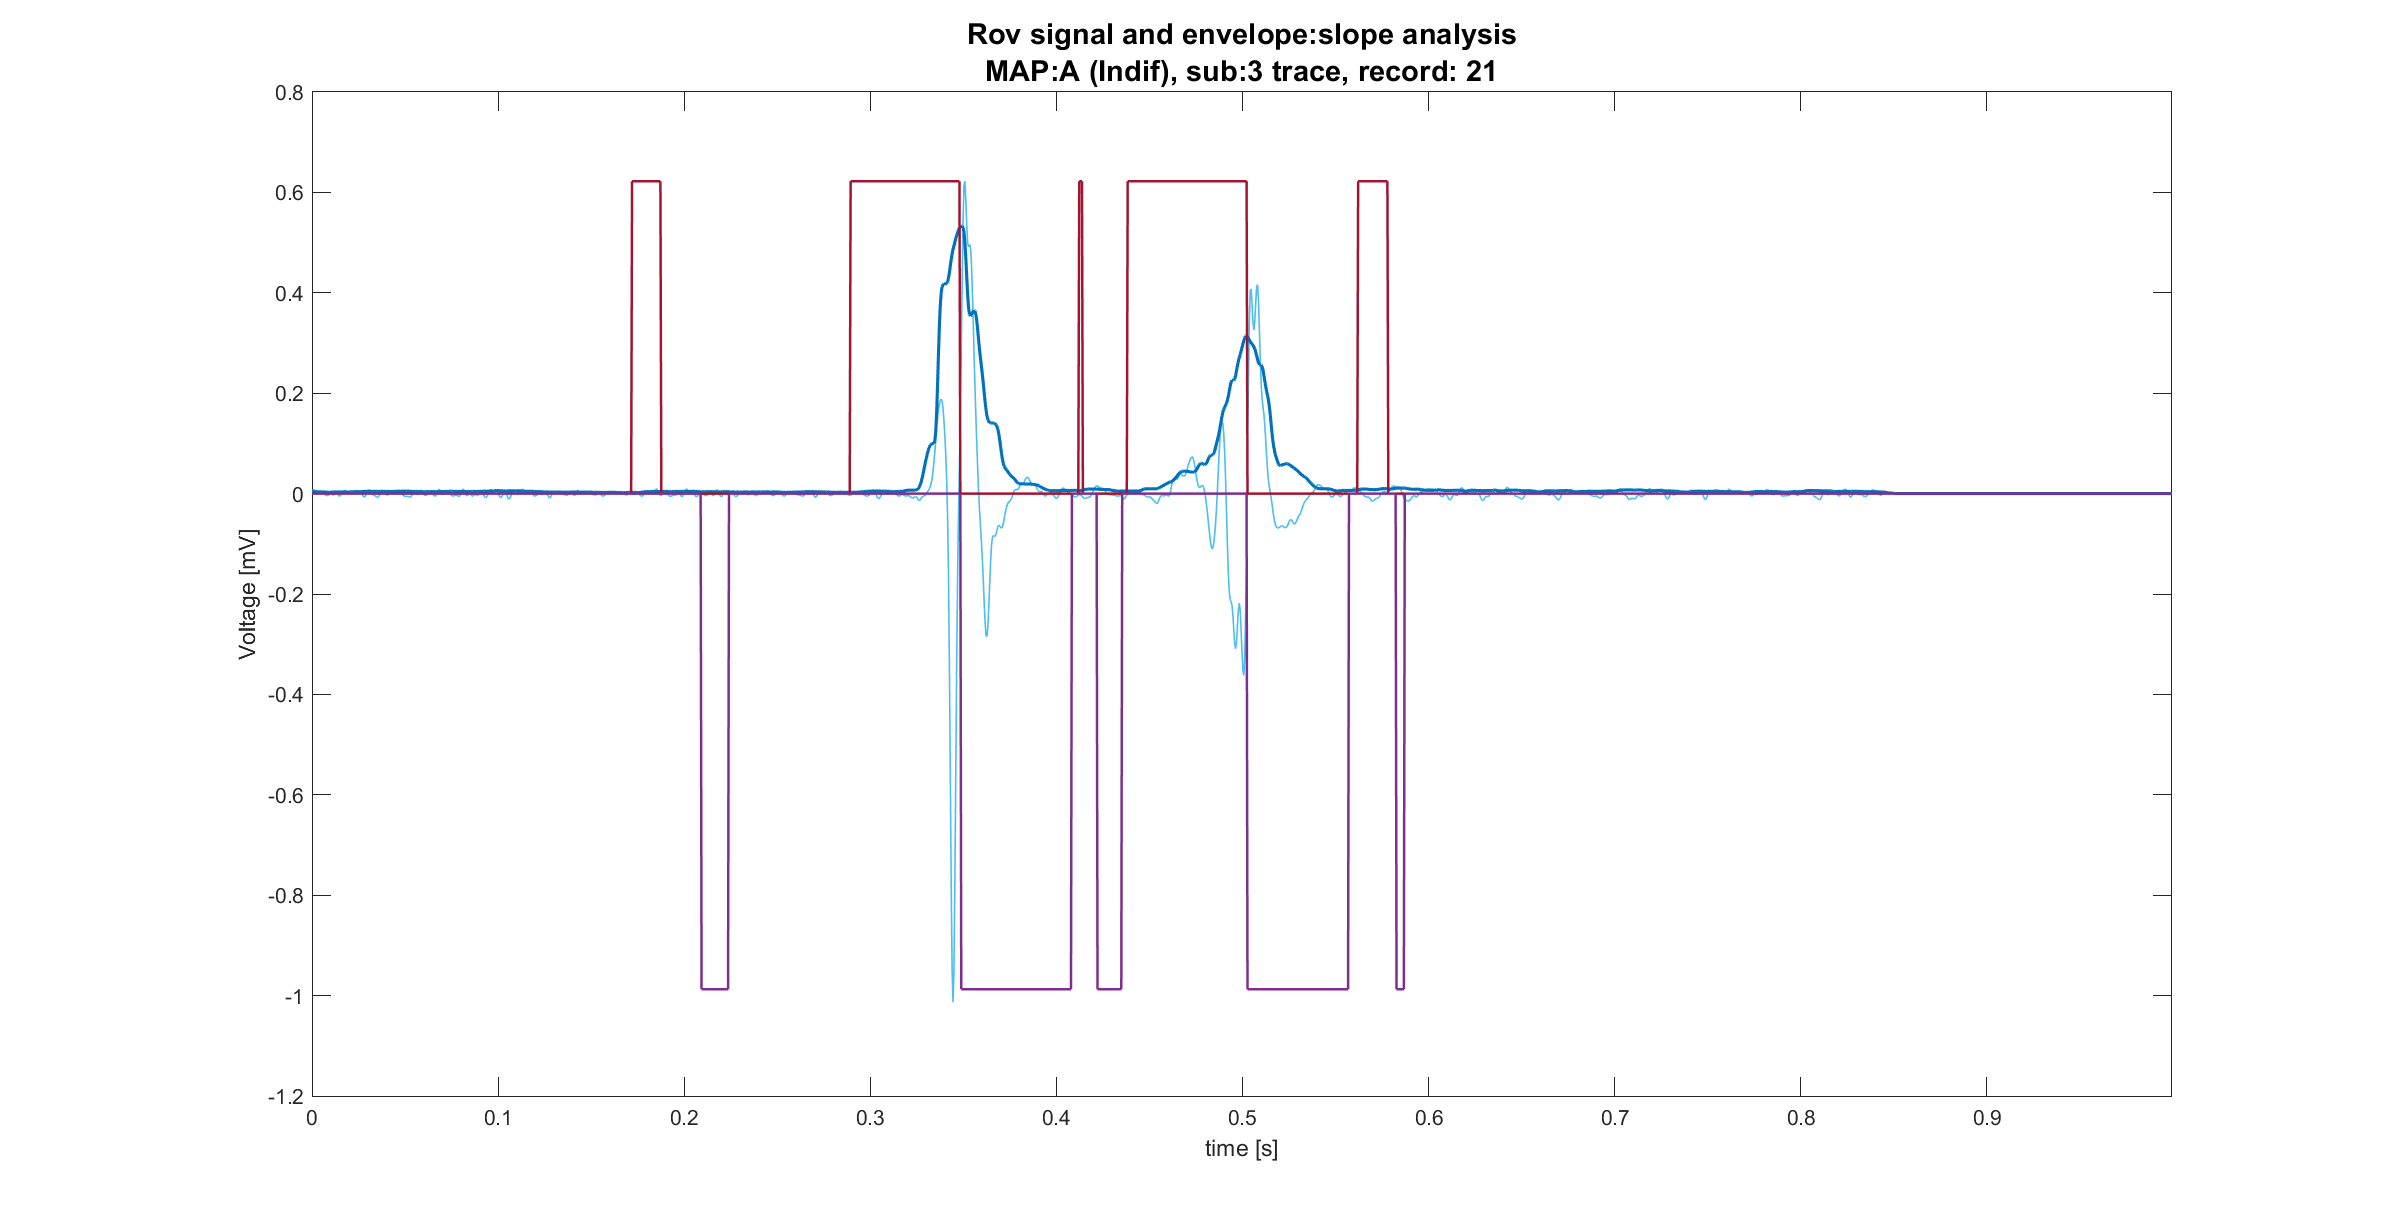 Rov signal and envelope:slope analysis
MAP:A (Indif), sub:3 trace, record: 21
0.8
0.6
0.4
0.2
0
-0.2
-0.4
-0.6
-0.8
-1
-1.2
Voltage [mV]
0 0.1 0.2 0.3 0.4 0.5 0.6 0.7 0.8 0.9
time [s]